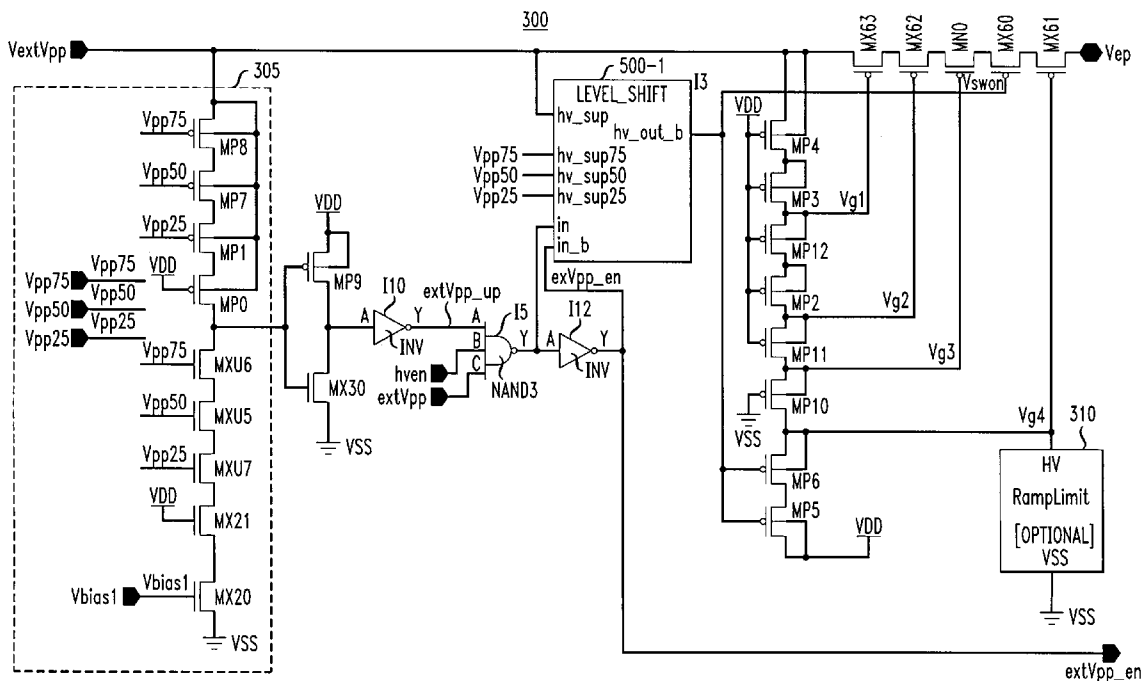 300
VextVpp
MX63
MX62
MN0
MX60
MX61
Vep
Vswon
305
500-1
I3
LEVEL_SHIFT
hv_sup
hv_out_b
Vpp75
hv_sup75
Vpp50
hv_sup50
Vpp25
hv_sup25
in
in_b
Vpp75
MP8
Vpp50
MP7
Vpp25
MP1
VDD
MP0
Vpp75
Vpp75
Vpp50
Vpp50
Vpp25
Vpp25
Vpp75
MXU6
Vpp50
MXU5
Vpp25
MXU7
VDD
MX21
Vbias1
Vbias1
MX20
VSS
VDD
MP9
MX30
VSS
I10
A
Y
INV
extVpp_up
I5
A
B
C
Y
NAND3
hven
extVpp
exVpp_en
I12
A
Y
INV
VDD
MP4
MP3
Vg1
MP12
MP2
Vg2
MP11
Vg3
MP10
VSS
Vg4
MP6
MP5
VDD
310
HV
RampLimit
[OPTIONAL]
VSS
VSS
extVpp_en